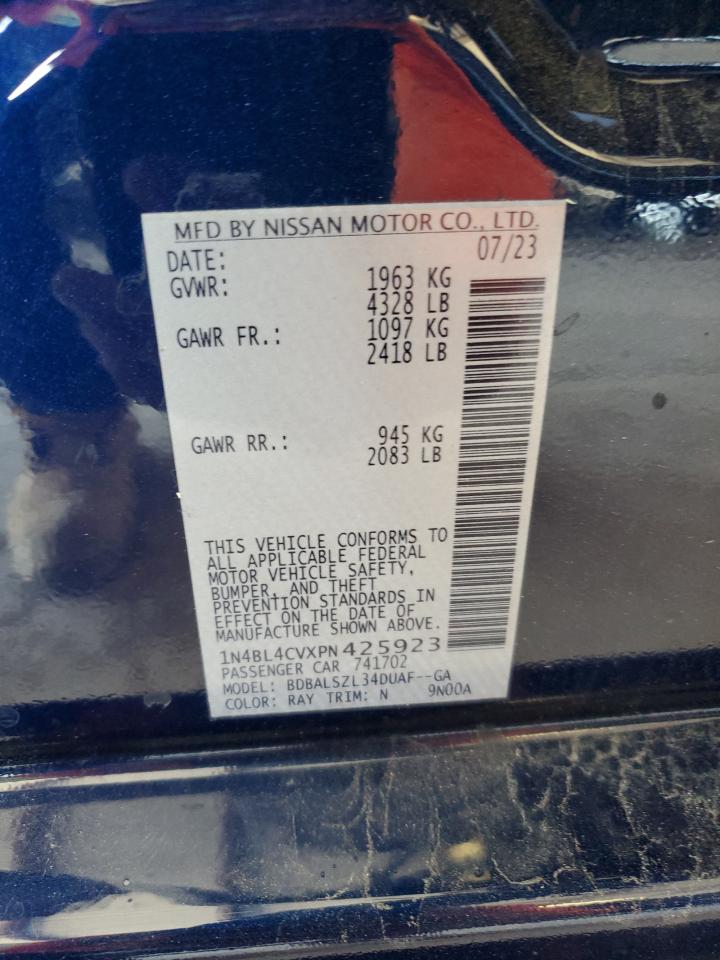 MFD BY NISSAN MOTOR CO., LTD.
DATE: 07/23
GVWR: 1963 KG
4328 LB
GAWR FR.: 1097 KG
2418 LB
GAWR RR.: 945 KG
2083 LB
THIS VEHICLE CONFORMS TO
ALL APPLICABLE FEDERAL
MOTOR VEHICLE SAFETY,
BUMPER, AND THEFT
PREVENTION STANDARDS IN
EFFECT ON THE DATE OF
MANUFACTURE SHOWN ABOVE.
1N4BL4CVXPN425923
PASSENGER CAR 741702
MODEL: BDBALSZL34DUAF--GA
COLOR: RAY TRIM: N 9N00A